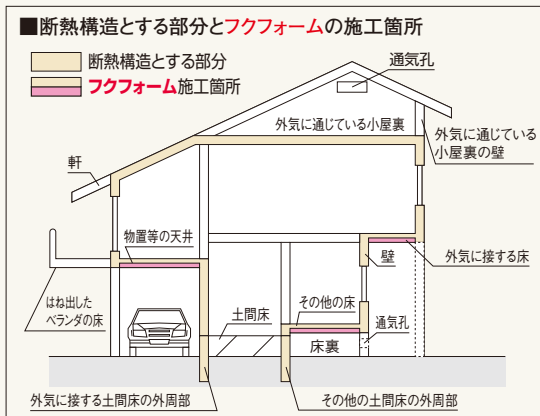 ■断熱構造とする部分とフクフォームの施工箇所
断熱構造とする部分
フクフォーム施工箇所
通気孔
外気に通じている小屋裏
外気に通じている
小屋裏の壁
軒
物置等の天井
壁
外気に接する床
はね出した
ベランダの床
土間床
その他の床
通気孔
床裏
外気に接する土間床の外周部
その他の土間床の外周部